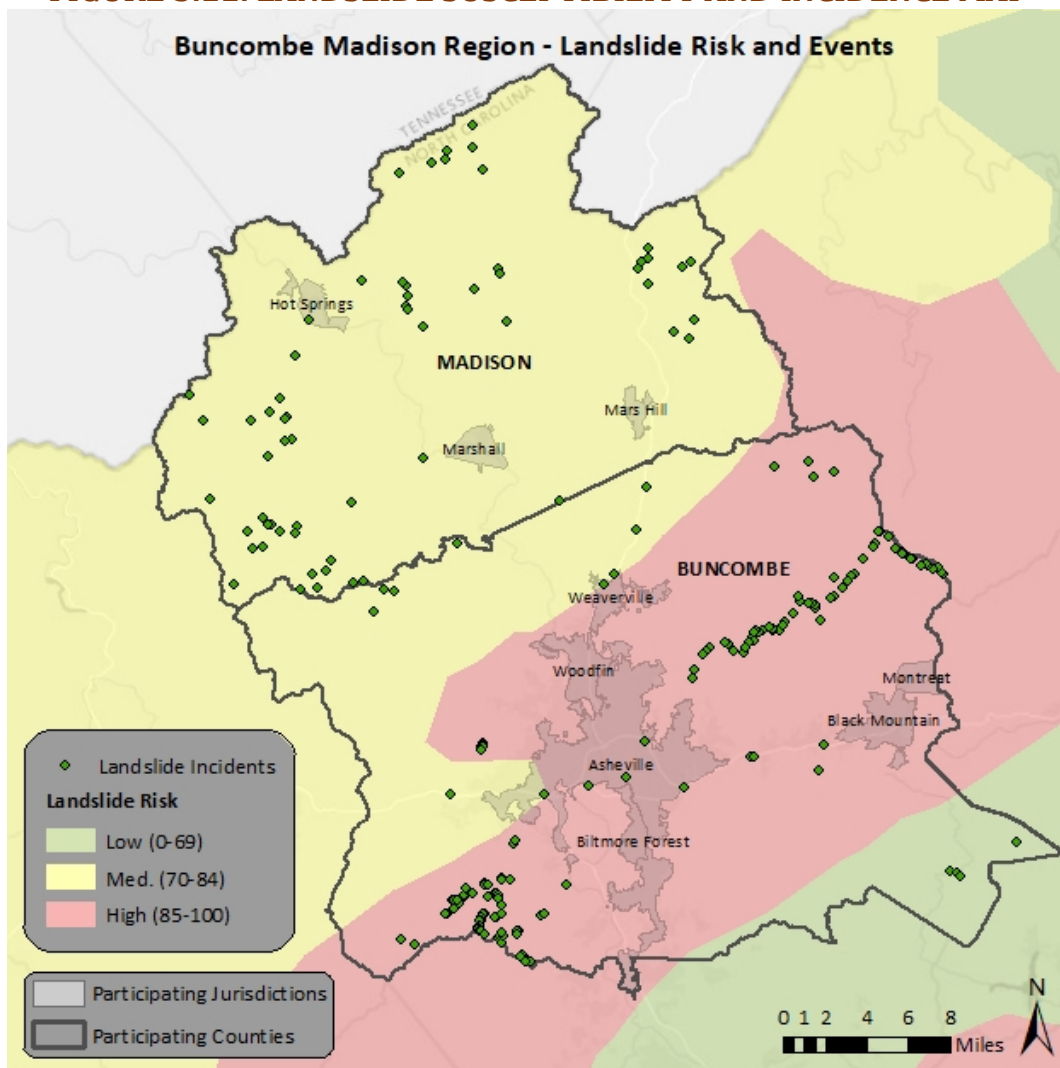 Buncombe Madison Region - Landslide Risk and Events
TENNESSEE
NORTH CAROLINA
Hot Springs
MADISON
Mars Hill
Marshall
BUNCOMBE
Weaverville
Woodfin
Montreat
Black Mountain
Asheville
Biltmore Forest
Landslide Incidents
Landslide Risk
Low (0-69)
Med. (70-84)
High (85-100)
Participating Jurisdictions
Participating Counties
N
0 1 2 4 6 8
Miles